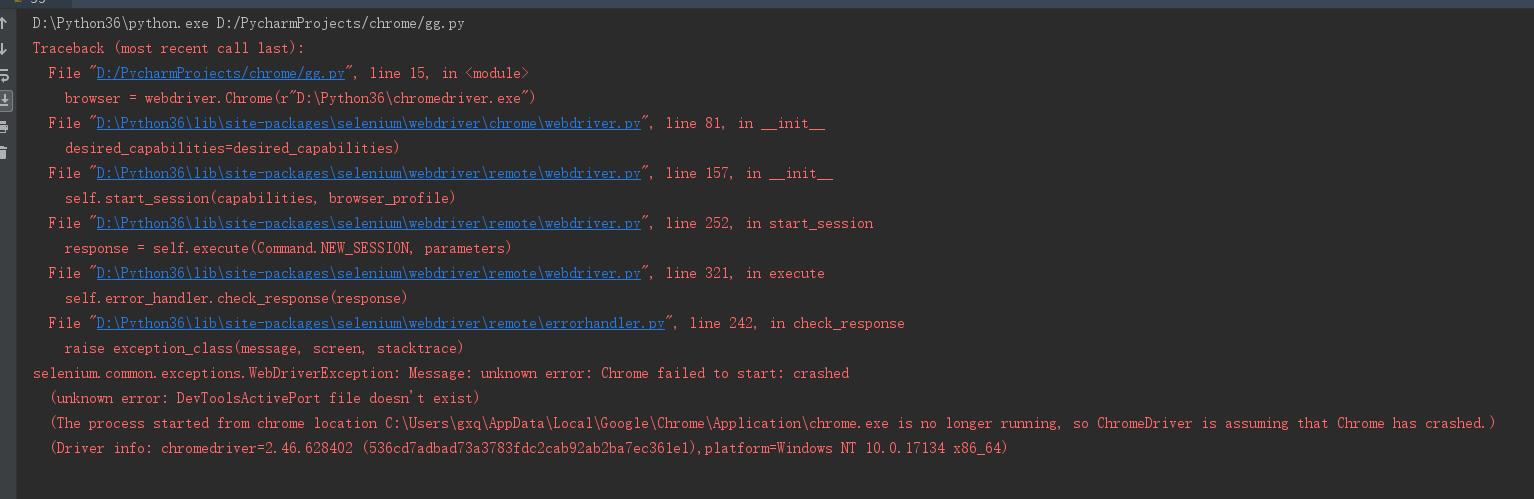 D:\Python36\python.exe D:/PycharmProjects/chrome/gg.py
Traceback (most recent call last):
  File "D:/PycharmProjects/chrome/gg.py", line 15, in <module>
    browser = webdriver.Chrome(r"D:\Python36\chromedriver.exe")
  File "D:\Python36\lib\site-packages\selenium\webdriver\chrome\webdriver.py", line 81, in __init__
    desired_capabilities=desired_capabilities)
  File "D:\Python36\lib\site-packages\selenium\webdriver\remote\webdriver.py", line 157, in __init__
    self.start_session(capabilities, browser_profile)
  File "D:\Python36\lib\site-packages\selenium\webdriver\remote\webdriver.py", line 252, in start_session
    response = self.execute(Command.NEW_SESSION, parameters)
  File "D:\Python36\lib\site-packages\selenium\webdriver\remote\webdriver.py", line 321, in execute
    self.error_handler.check_response(response)
  File "D:\Python36\lib\site-packages\selenium\webdriver\remote\errorhandler.py", line 242, in check_response
    raise exception_class(message, screen, stacktrace)
selenium.common.exceptions.WebDriverException: Message: unknown error: Chrome failed to start: crashed
  (unknown error: DevToolsActivePort file doesn't exist)
  (The process started from chrome location C:\Users\gxq\AppData\Local\Google\Chrome\Application\chrome.exe is no longer running, so ChromeDriver is assuming that Chrome has crashed.)
  (Driver info: chromedriver=2.46.628402 (536cd7adbad73a3783fdc2cab92ab2ba7ec361e1),platform=Windows NT 10.0.17134 x86_64)